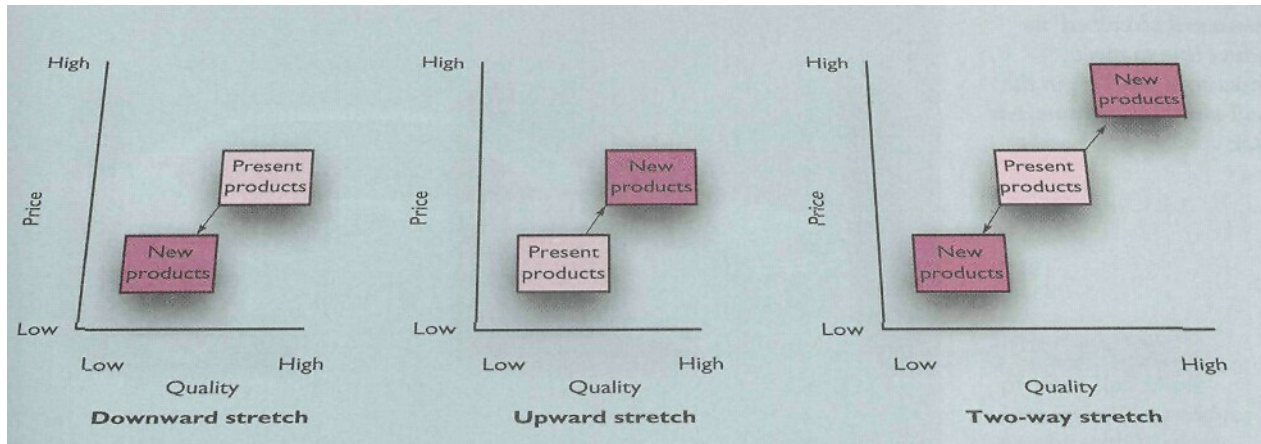 High
Price
Present
products
New
products
Low
Low
High
Quality
Downward stretch
High
Price
New
products
Present
products
Low
Low
High
Quality
Upward stretch
High
Price
New
products
Present
products
New
products
Low
Low
High
Quality
Two-way stretch